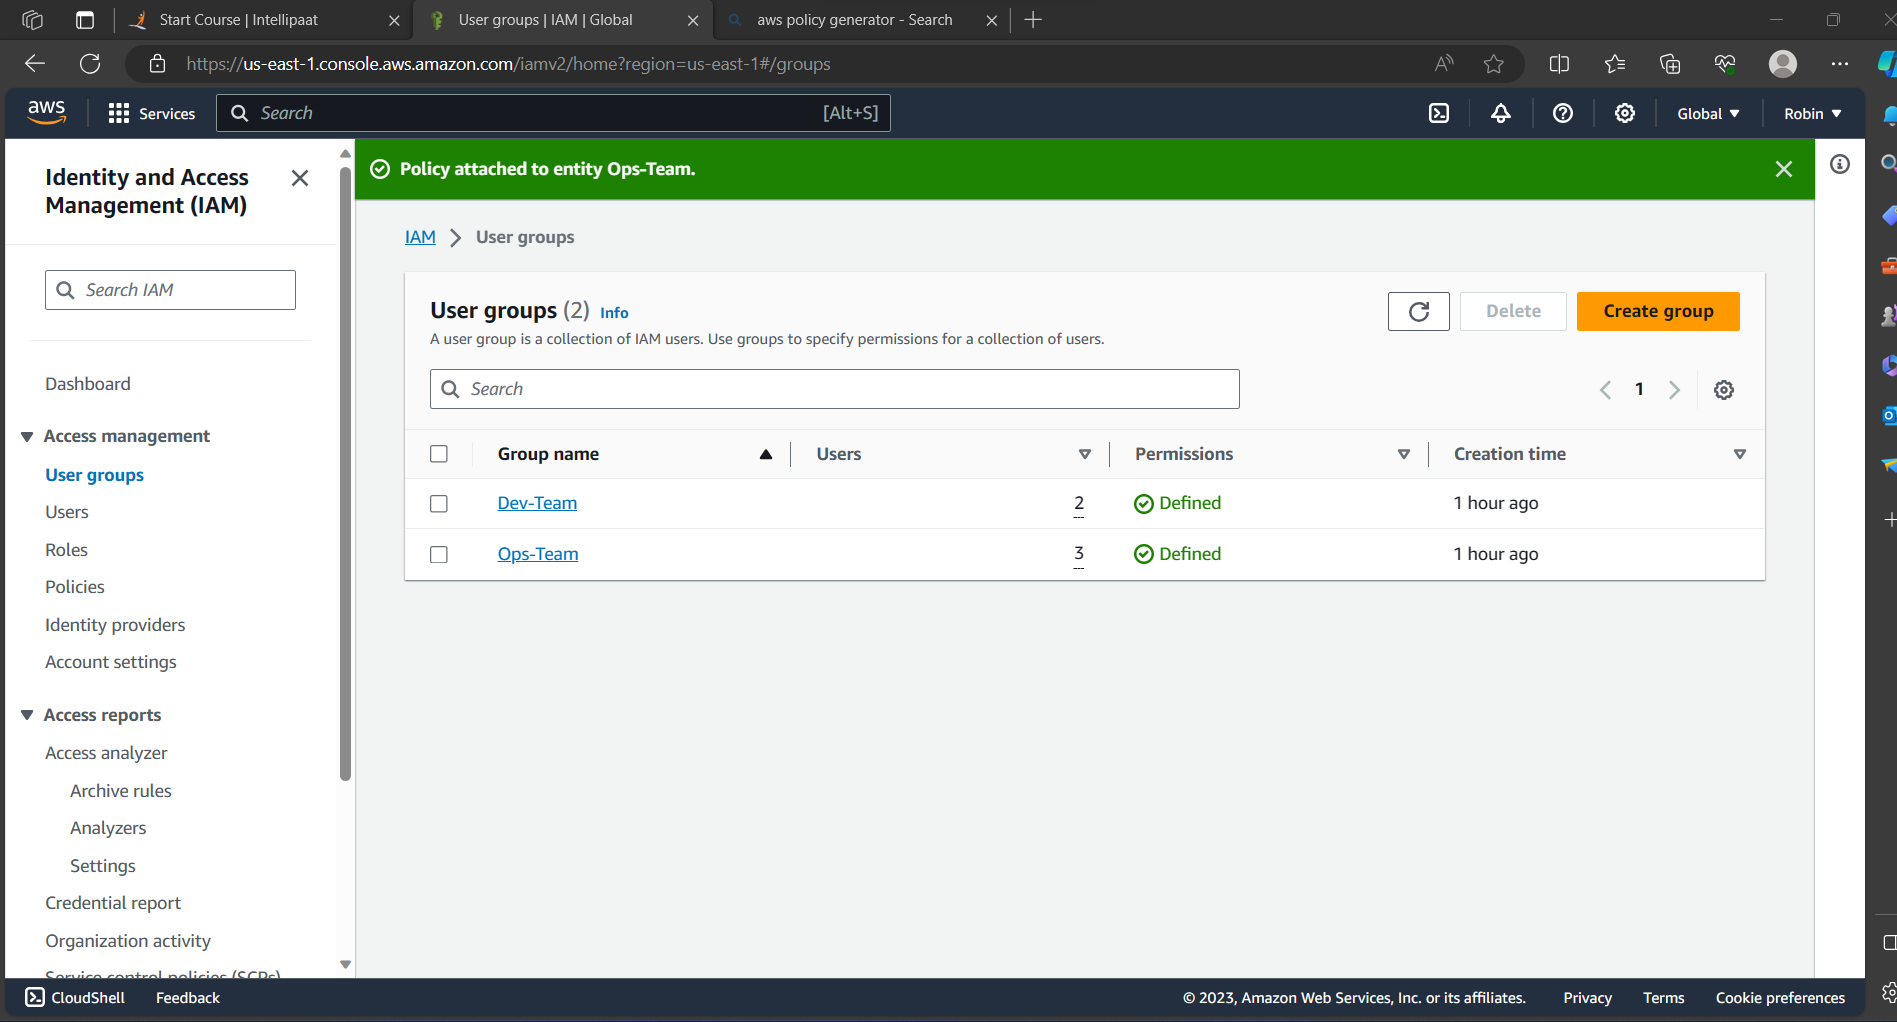 Start Course | Intellipaat
User groups | IAM | Global
aws policy generator - Search
https://us-east-1.console.aws.amazon.com/iamv2/home?region=us-east-1#/groups
aws
Services
Search
[Alt+S]
Global
Robin
Identity and Access
Management (IAM)
Search IAM
Dashboard
Access management
User groups
Users
Roles
Policies
Identity providers
Account settings
Access reports
Access analyzer
Archive rules
Analyzers
Settings
Credential report
Organization activity
Service control policies (SCPs)
Policy attached to entity Ops-Team.
IAM > User groups
User groups (2) Info
A user group is a collection of IAM users. Use groups to specify permissions for a collection of users.
Delete
Create group
Search
1
Group name Users Permissions Creation time
Dev-Team 2 Defined 1 hour ago
Ops-Team 3 Defined 1 hour ago
CloudShell Feedback © 2023, Amazon Web Services, Inc. or its affiliates. Privacy Terms Cookie preferences